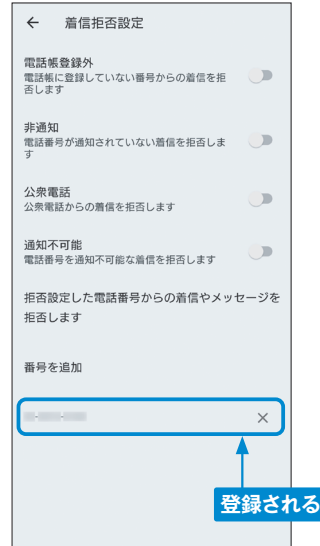 ← 着信拒否設定
電話帳登録外
電話帳に登録していない番号からの着信を拒
否します
非通知
電話番号が通知されていない着信を拒否しま
す
公衆電話
公衆電話からの着信を拒否します
通知不可能
電話番号を通知不可能な着信を拒否します
拒否設定した電話番号からの着信やメッセージを
拒否します
番号を追加
×
登録される